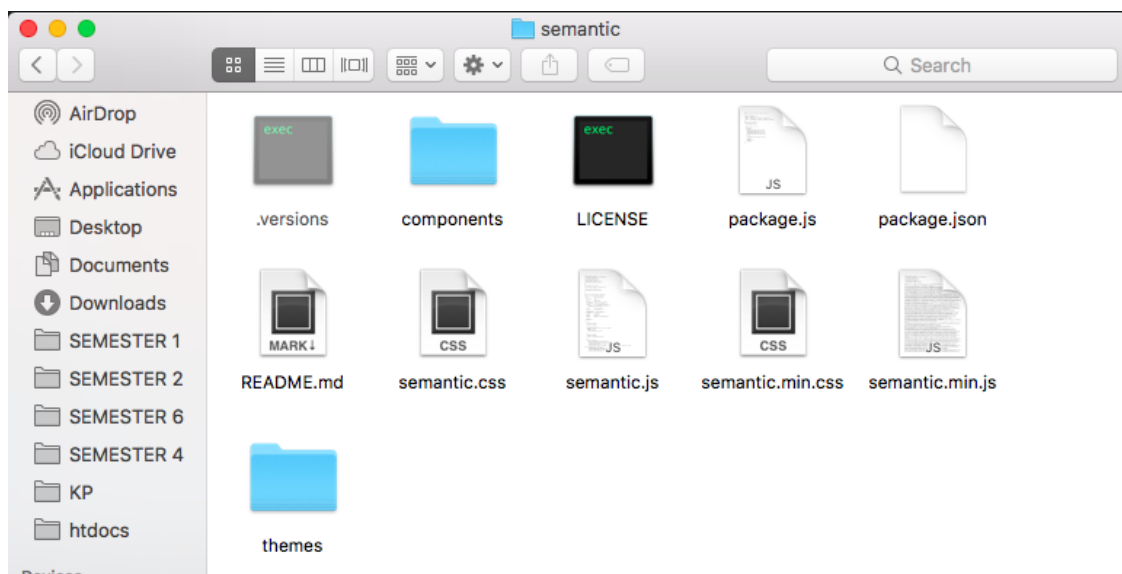 semantic
Search
AirDrop
iCloud Drive
Applications
Desktop
Documents
Downloads
SEMESTER 1
SEMESTER 2
SEMESTER 6
SEMESTER 4
KP
htdocs
Devices
exec
exec
JS
.versions
components
LICENSE
package.js
package.json
MARK↓
CSS
JS
CSS
JS
README.md
semantic.css
semantic.js
semantic.min.css
semantic.min.js
themes